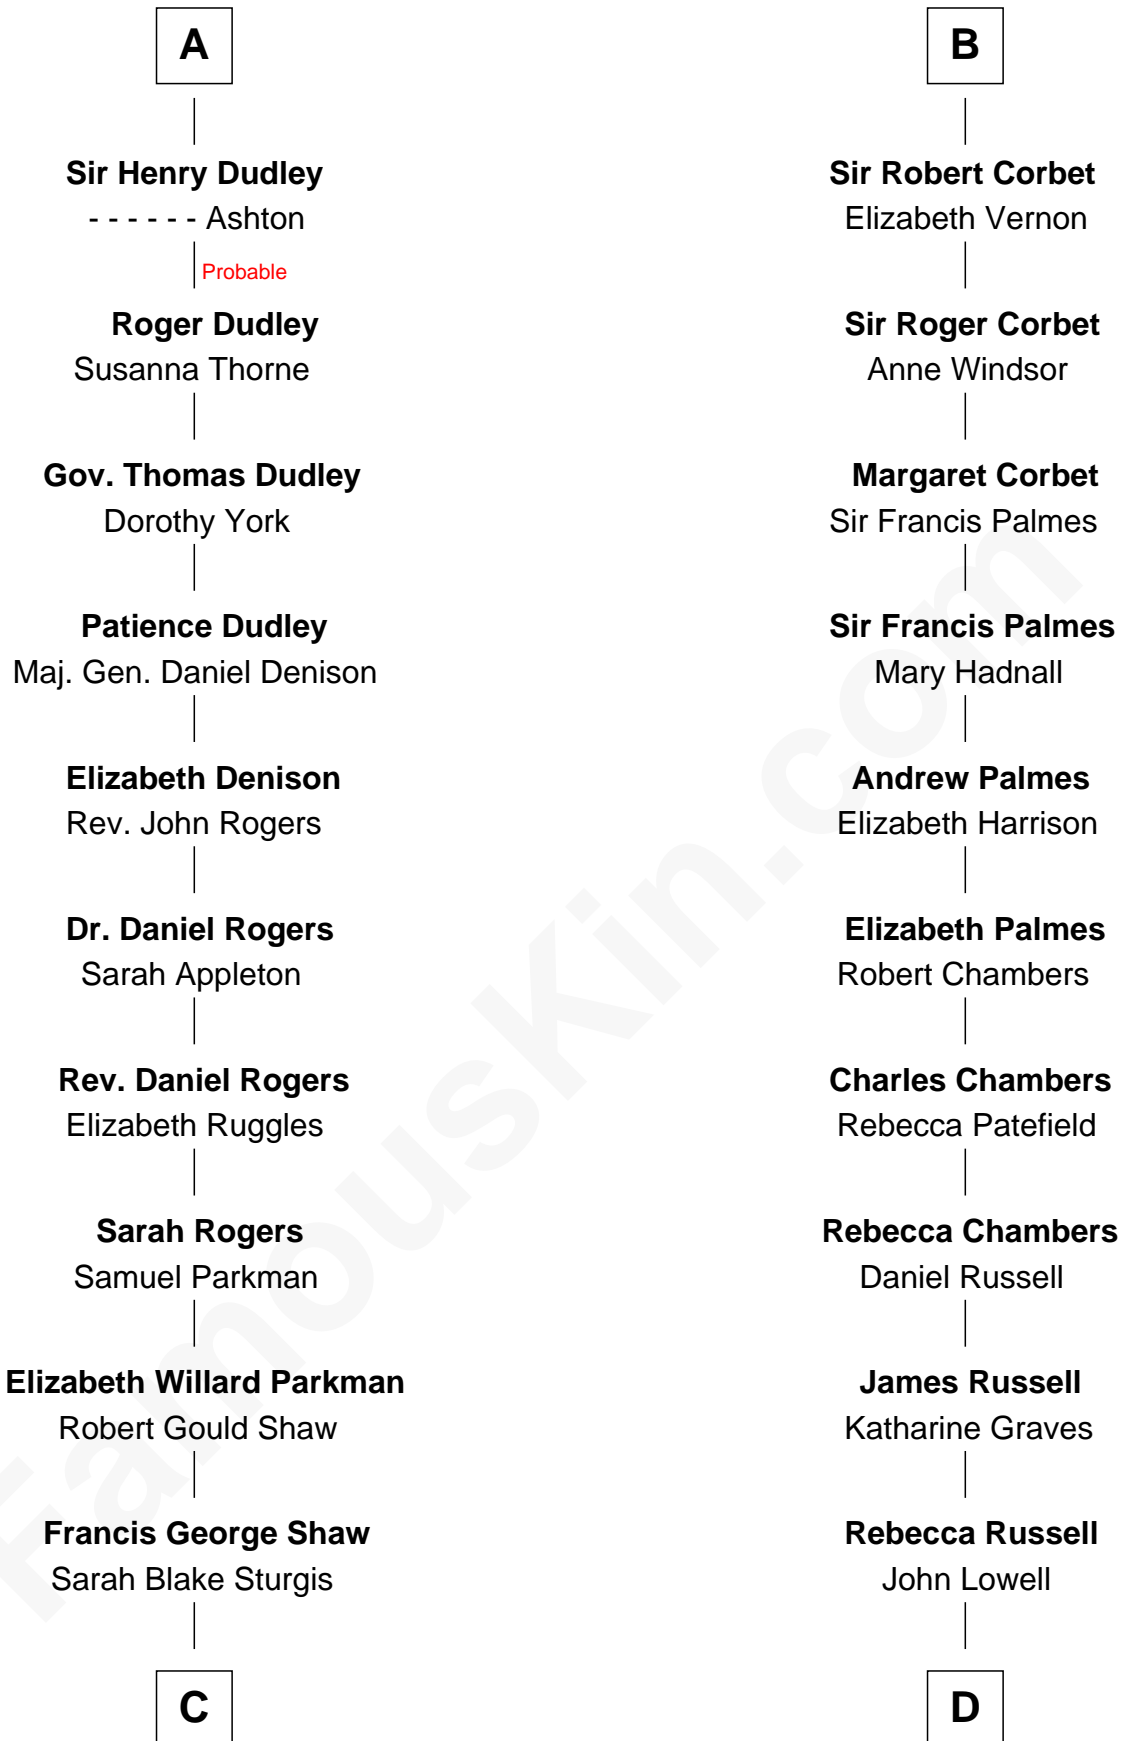 A
Sir Henry Dudley
- - - - - - Ashton
Probable
Roger Dudley
Susanna Thorne
Gov. Thomas Dudley
Dorothy York
Patience Dudley
Maj. Gen. Daniel Denison
Elizabeth Denison
Rev. John Rogers
Dr. Daniel Rogers
Sarah Appleton
Rev. Daniel Rogers
Elizabeth Ruggles
Sarah Rogers
Samuel Parkman
Elizabeth Willard Parkman
Robert Gould Shaw
Francis George Shaw
Sarah Blake Sturgis
C
B
Sir Robert Corbet
Elizabeth Vernon
Sir Roger Corbet
Anne Windsor
Margaret Corbet
Sir Francis Palmes
Sir Francis Palmes
Mary Hadnall
Andrew Palmes
Elizabeth Harrison
Elizabeth Palmes
Robert Chambers
Charles Chambers
Rebecca Patefield
Rebecca Chambers
Daniel Russell
James Russell
Katharine Graves
Rebecca Russell
John Lowell
D
FamousKin.com